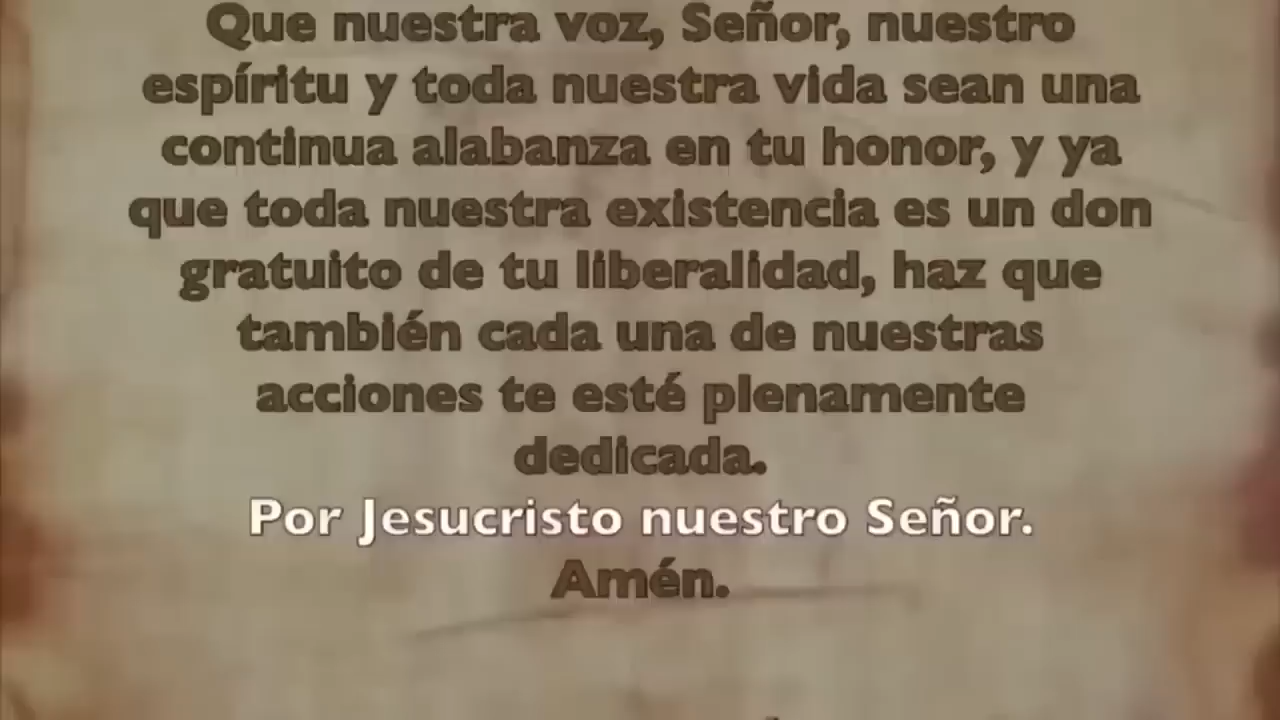 Que nuestra voz, Señor, nuestro
espíritu y toda nuestra vida sean una
continua alabanza en tu honor, y ya
que toda nuestra existencia es un don
gratuito de tu liberalidad, haz que
también cada una de nuestras
acciones te esté plenamente
dedicada.
Por Jesucristo nuestro Señor.
Amén.